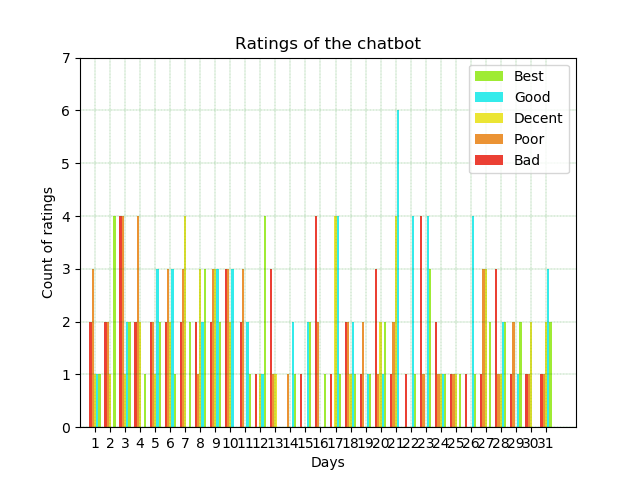 Ratings of the chatbot
7
6
5
4
3
2
1
0
Count of ratings
Best
Good
Decent
Poor
Bad
1 2 3 4 5 6 7 8 9 10 11 12 13 14 15 16 17 18 19 20 21 22 23 24 25 26 27 28 29 30 31
Days